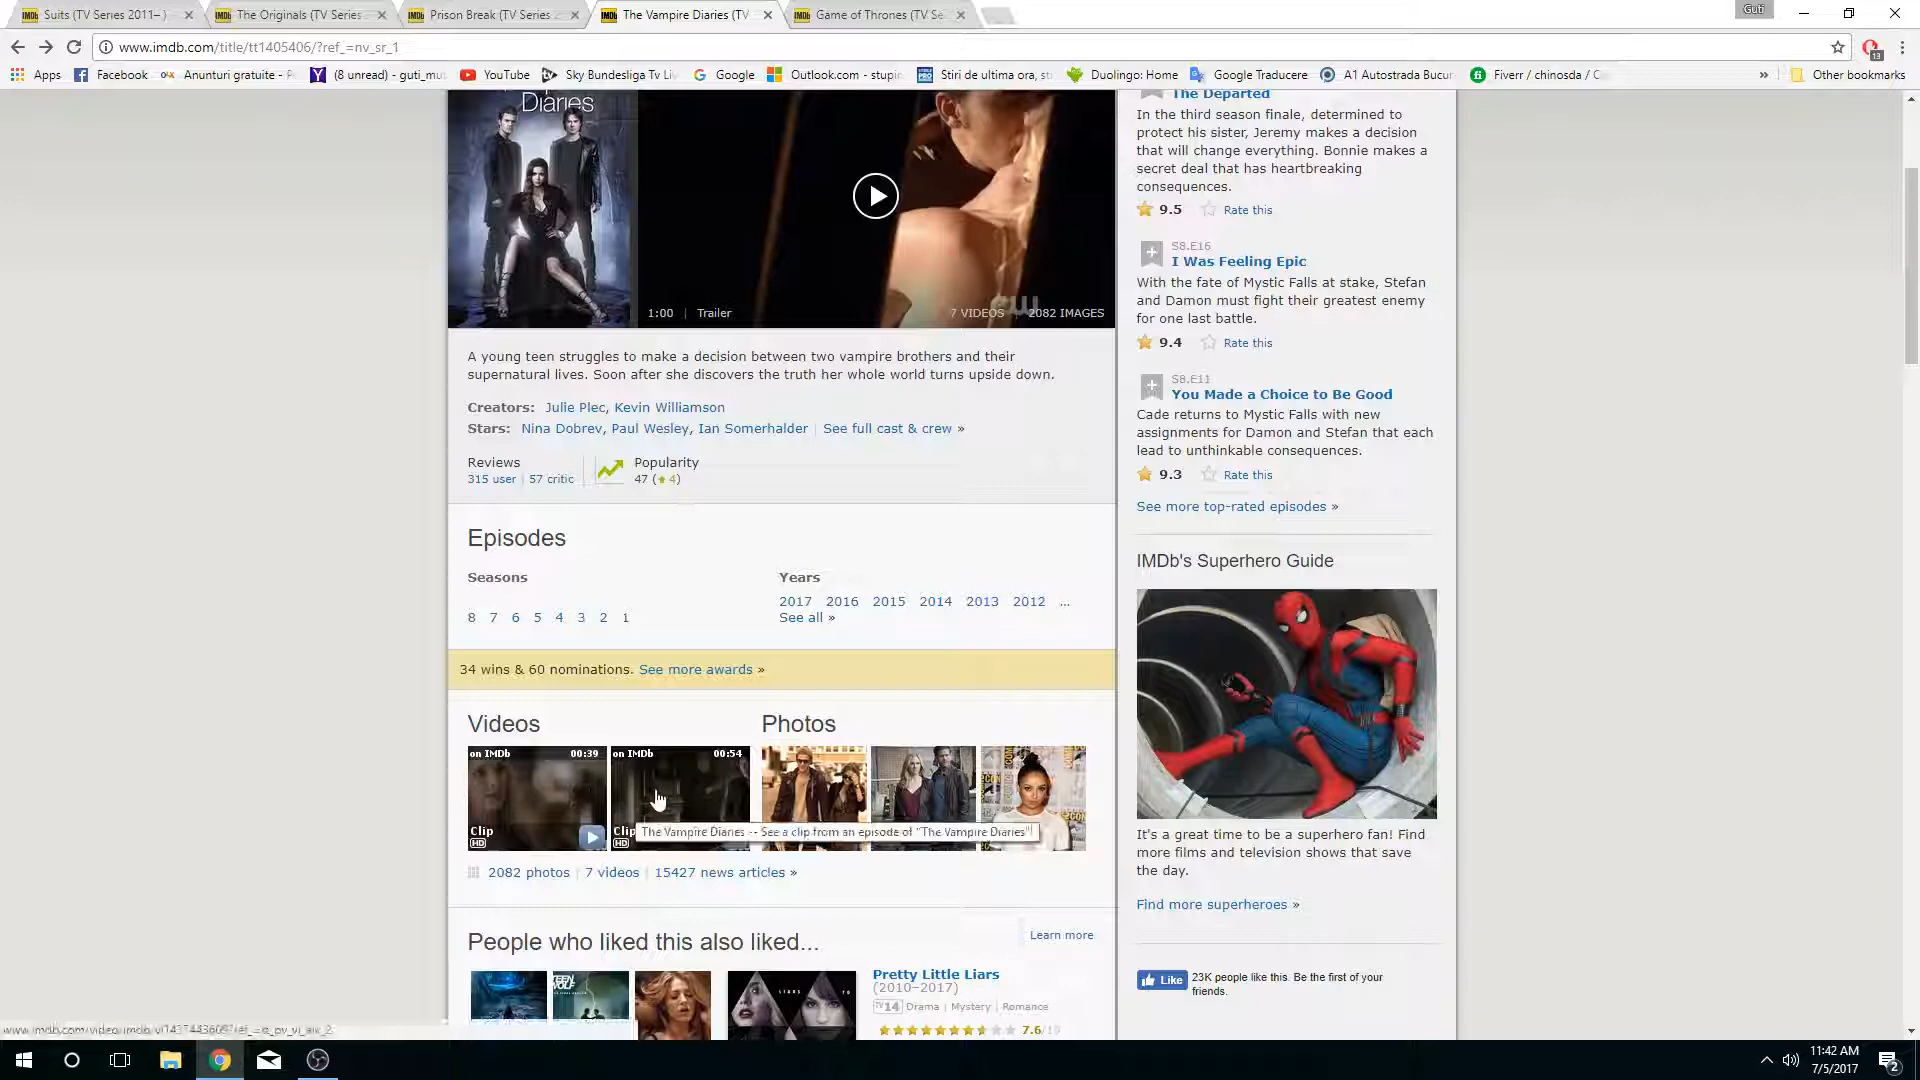 Suits (TV Series 2011– )
The Originals (TV Series
Prison Break (TV Series
The Vampire Diaries (TV
Game of Thrones (TV Se
Guti
www.imdb.com/title/tt1405406/?ref_=nv_sr_1
13
Apps
Facebook
Anunturi gratuite - P
(8 unread) - guti_mu
YouTube
Sky Bundesliga Tv Li
Google
Outlook.com - stupi
Stiri de ultima ora, s
Duolingo: Home
Google Traducere
A1 Autostrada Bucur
Fiverr / chinosda / C
»
Other bookmarks
Diaries
1:00 | Trailer
7 VIDEOS | 2082 IMAGES
A young teen struggles to make a decision between two vampire brothers and their
supernatural lives. Soon after she discovers the truth her whole world turns upside down.
Creators: Julie Plec, Kevin Williamson
Stars: Nina Dobrev, Paul Wesley, Ian Somerhalder | See full cast & crew »
Reviews
315 user | 57 critic
Popularity
47 (4)
Episodes
Seasons
8 7 6 5 4 3 2 1
Years
2017 2016 2015 2014 2013 2012 ...
See all »
34 wins & 60 nominations. See more awards »
Videos
on IMDb 00:39
Clip
HD
on IMDb 00:54
Clip
HD
The Vampire Diaries -- See a clip from an episode of "The Vampire Diaries"
Photos
2082 photos | 7 videos | 15427 news articles »
People who liked this also liked...
Learn more
TEEN
WOLF
LIARS
Pretty Little Liars
(2010–2017)
TV 14 Drama | Mystery | Romance
7.6/10
The Departed
In the third season finale, determined to
protect his sister, Jeremy makes a decision
that will change everything. Bonnie makes a
secret deal that has heartbreaking
consequences.
9.5 Rate this
S8.E16
I Was Feeling Epic
With the fate of Mystic Falls at stake, Stefan
and Damon must fight their greatest enemy
for one last battle.
9.4 Rate this
S8.E11
You Made a Choice to Be Good
Cade returns to Mystic Falls with new
assignments for Damon and Stefan that each
lead to unthinkable consequences.
9.3 Rate this
See more top-rated episodes »
IMDb's Superhero Guide
It's a great time to be a superhero fan! Find
more films and television shows that save
the day.
Find more superheroes »
Like
23K people like this. Be the first of your
friends.
11:42 AM
7/5/2017
2